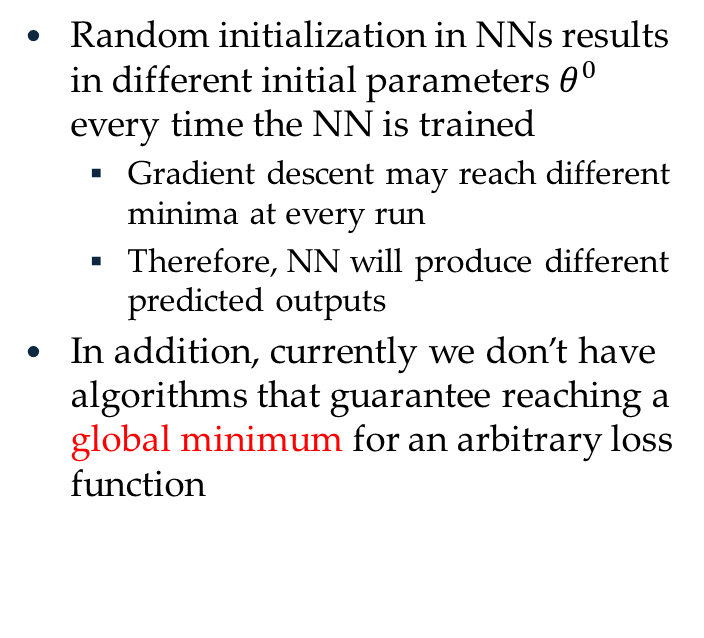 • Random initialization in NNs results
in different initial parameters 𝜃⁰
every time the NN is trained
▪ Gradient descent may reach different
minima at every run
▪ Therefore, NN will produce different
predicted outputs
• In addition, currently we don’t have
algorithms that guarantee reaching a
global minimum for an arbitrary loss
function